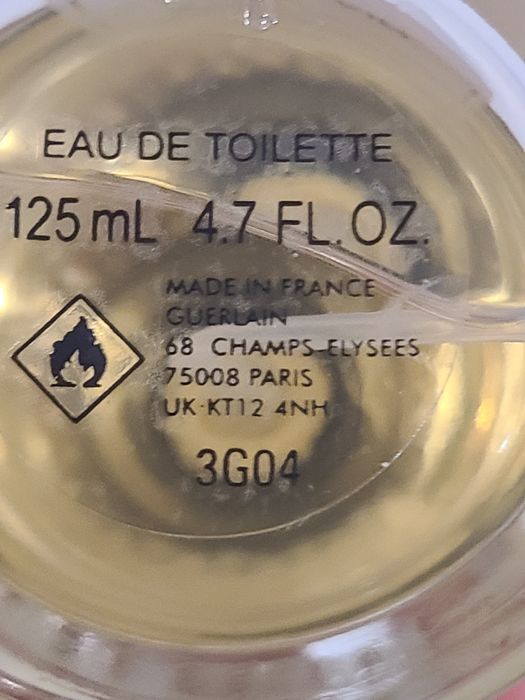 EAU DE TOILETTE
125 mL 4.7 FL. OZ.
MADE IN FRANCE
GUERLAIN
68 CHAMPS-ELYSEES
75008 PARIS
UK·KT12 4NH
3G04